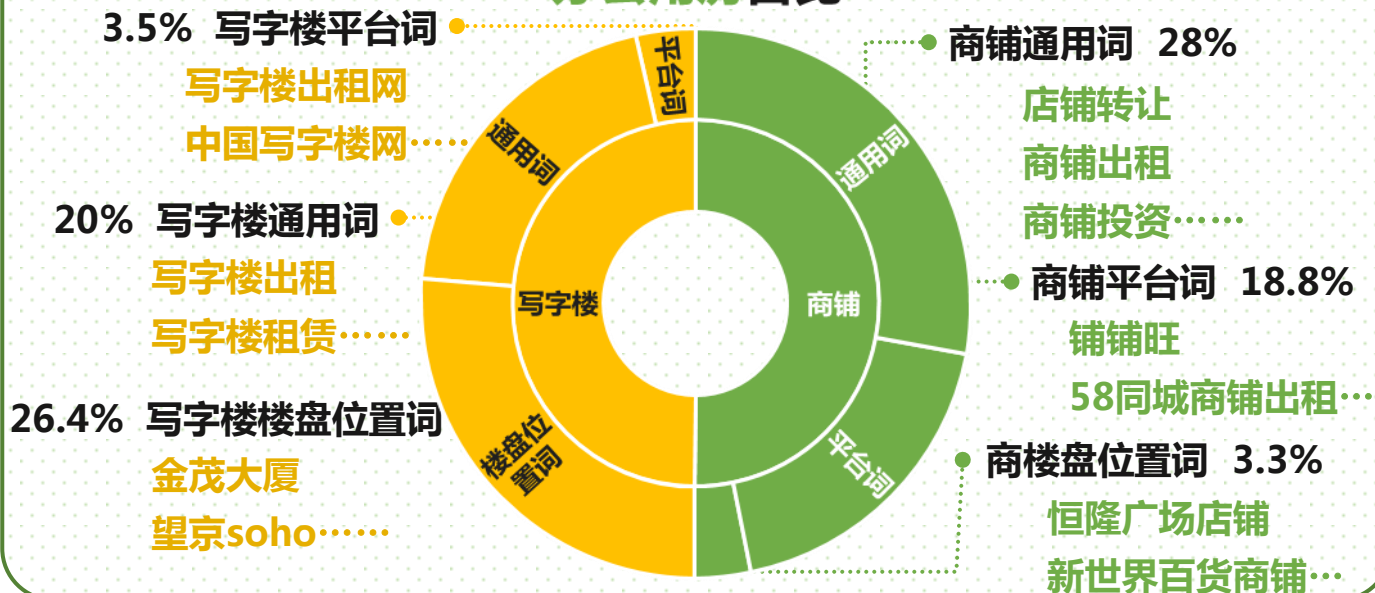 3.5% 写字楼平台词
写字楼出租网
中国写字楼网……
20% 写字楼通用词
写字楼出租
写字楼租赁……
26.4% 写字楼楼盘位置词
金茂大厦
望京soho……
平台词
通用词
写字楼
楼盘位
置词
通用词
商铺
平台词
商铺通用词 28%
店铺转让
商铺出租
商铺投资……
商铺平台词 18.8%
铺铺旺
58同城商铺出租…
商楼盘位置词 3.3%
恒隆广场店铺
新世界百货商铺…